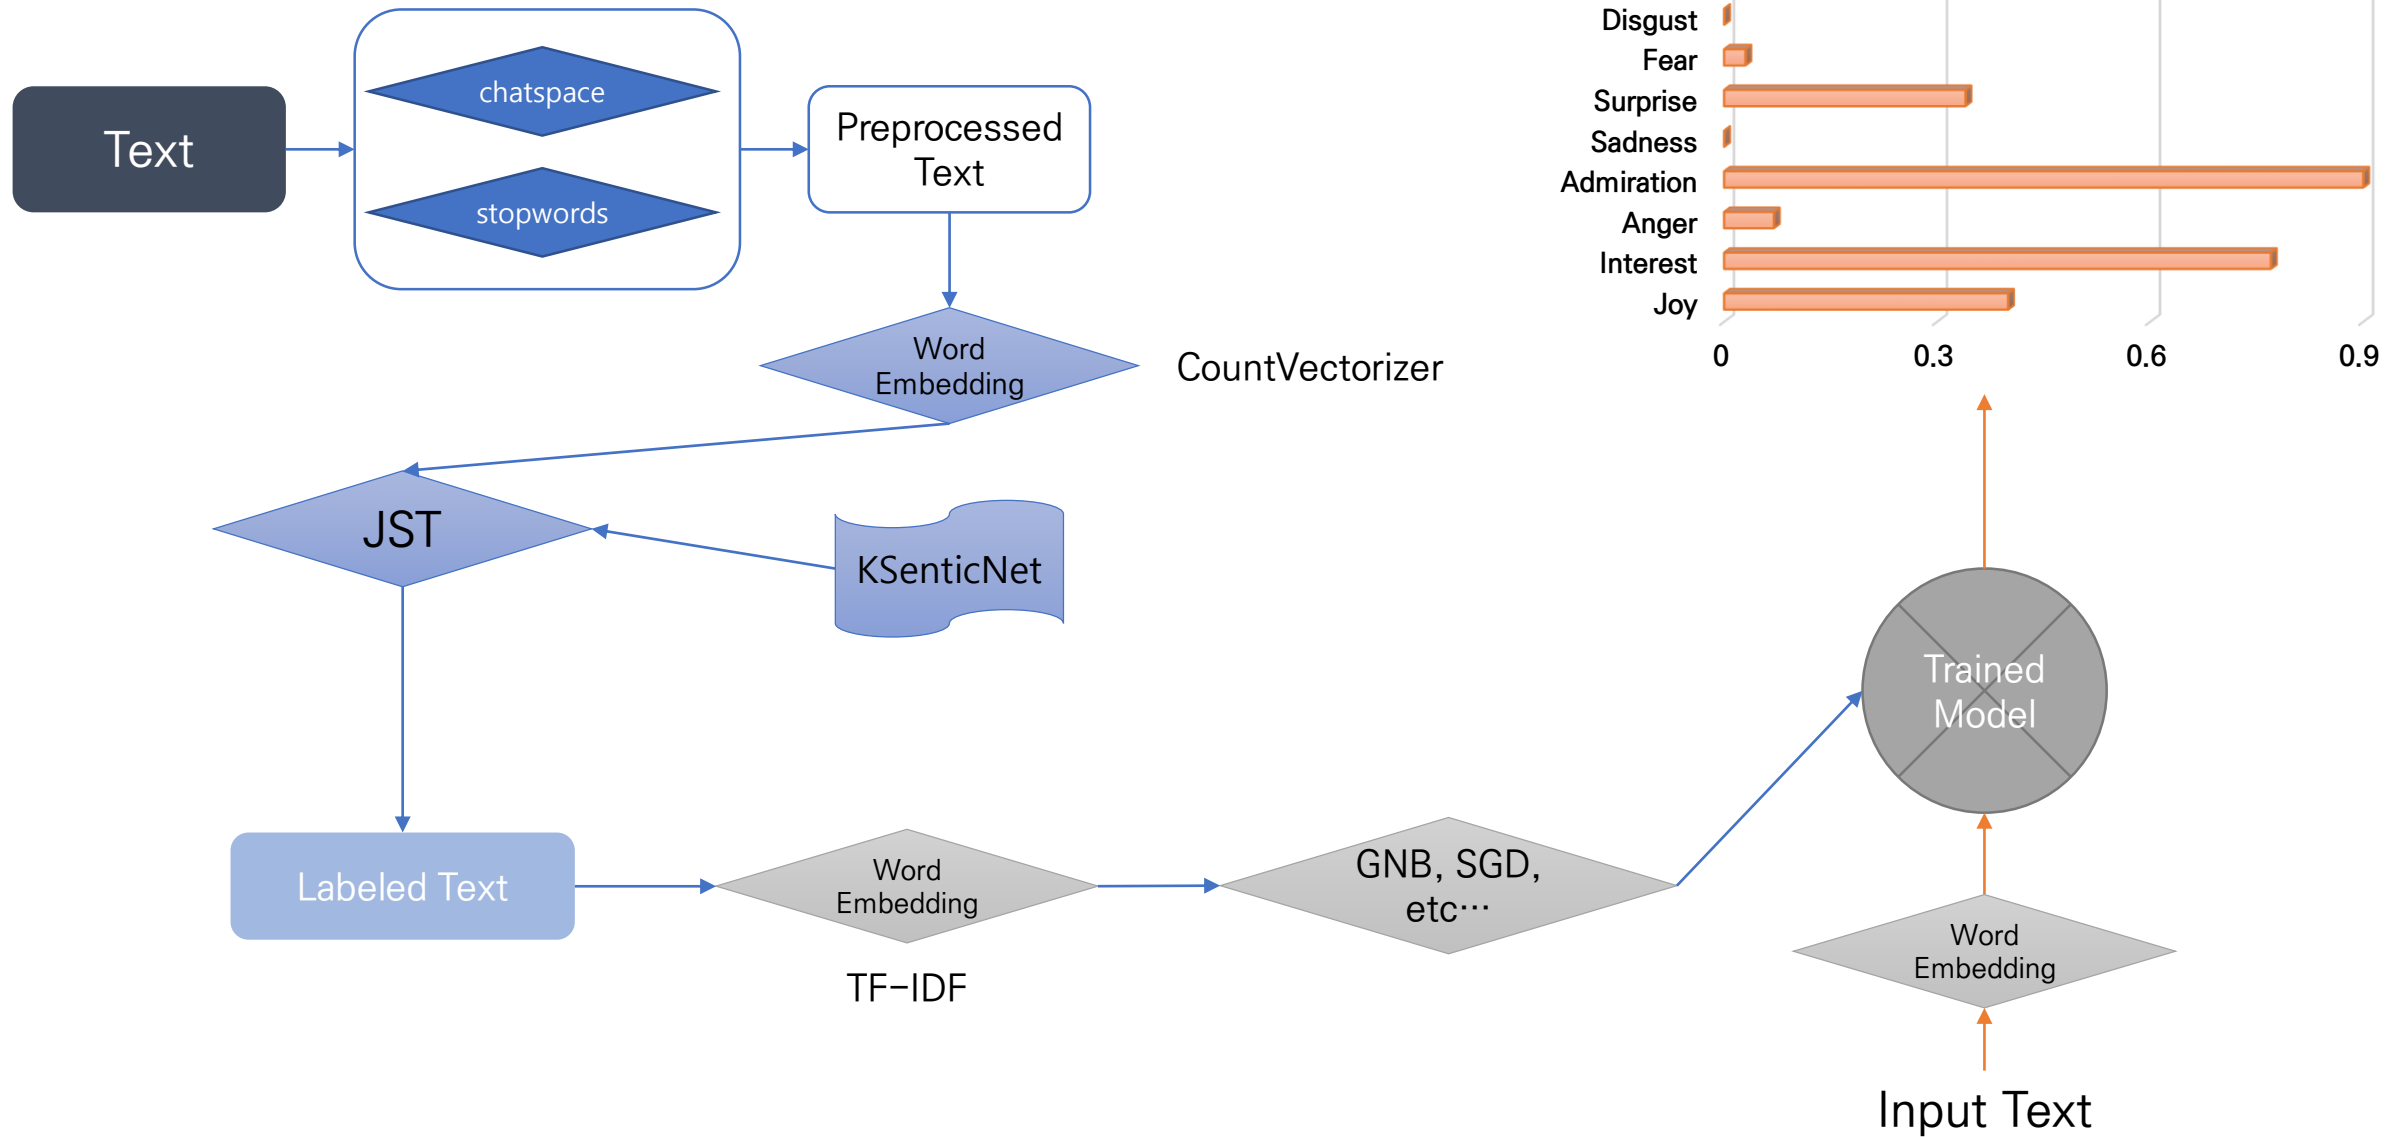 Text
chatspace
stopwords
Preprocessed
Text
Word
Embedding
CountVectorizer
JST
KSenticNet
Labeled Text
Word
Embedding
TF-IDF
GNB, SGD,
etc…
Trained
Model
Word
Embedding
Input Text
Disgust
Fear
Surprise
Sadness
Admiration
Anger
Interest
Joy
0 0.3 0.6 0.9